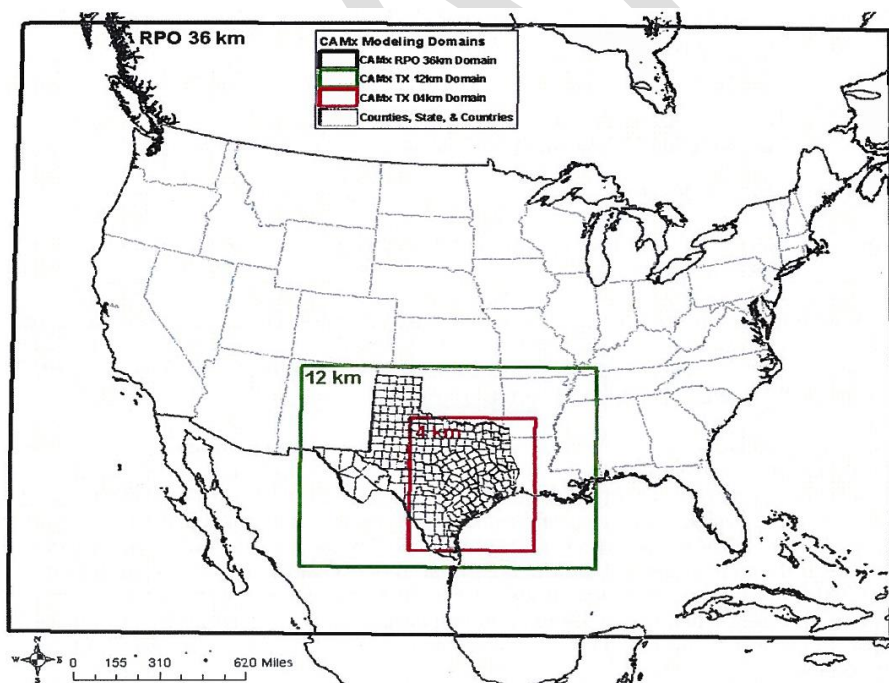 RPO 36 km
CAMx Modeling Domains
CAMx RPO 36km Domain
CAMx TX 12km Domain
CAMx TX 04km Domain
Counties, State, & Countries
12 km
4 km
N
W E
S
0 155 310 620 Miles